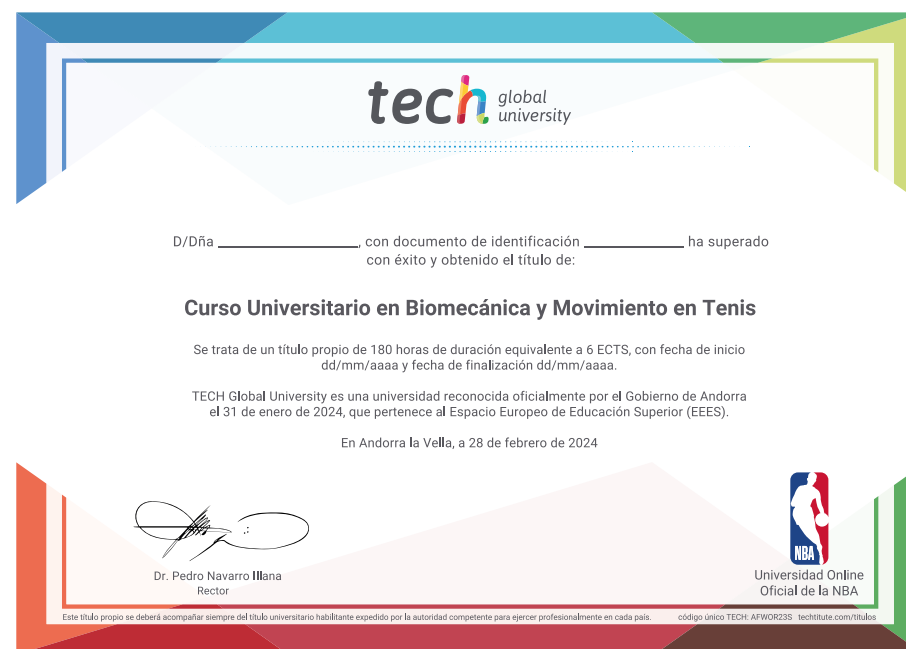 tech global university
D/Dña ____________________, con documento de identificación ______________ ha superado
con éxito y obtenido el título de:
Curso Universitario en Biomecánica y Movimiento en Tenis
Se trata de un título propio de 180 horas de duración equivalente a 6 ECTS, con fecha de inicio
dd/mm/aaaa y fecha de finalización dd/mm/aaaa.
TECH Global University es una universidad reconocida oficialmente por el Gobierno de Andorra
el 31 de enero de 2024, que pertenece al Espacio Europeo de Educación Superior (EEES).
En Andorra la Vella, a 28 de febrero de 2024
Dr. Pedro Navarro Illana
Rector
NBA
Universidad Online
Oficial de la NBA
Este título propio se deberá acompañar siempre del título universitario habilitante expedido por la autoridad competente para ejercer profesionalmente en cada país. código único TECH: AFWOR23S techtitute.com/titulos